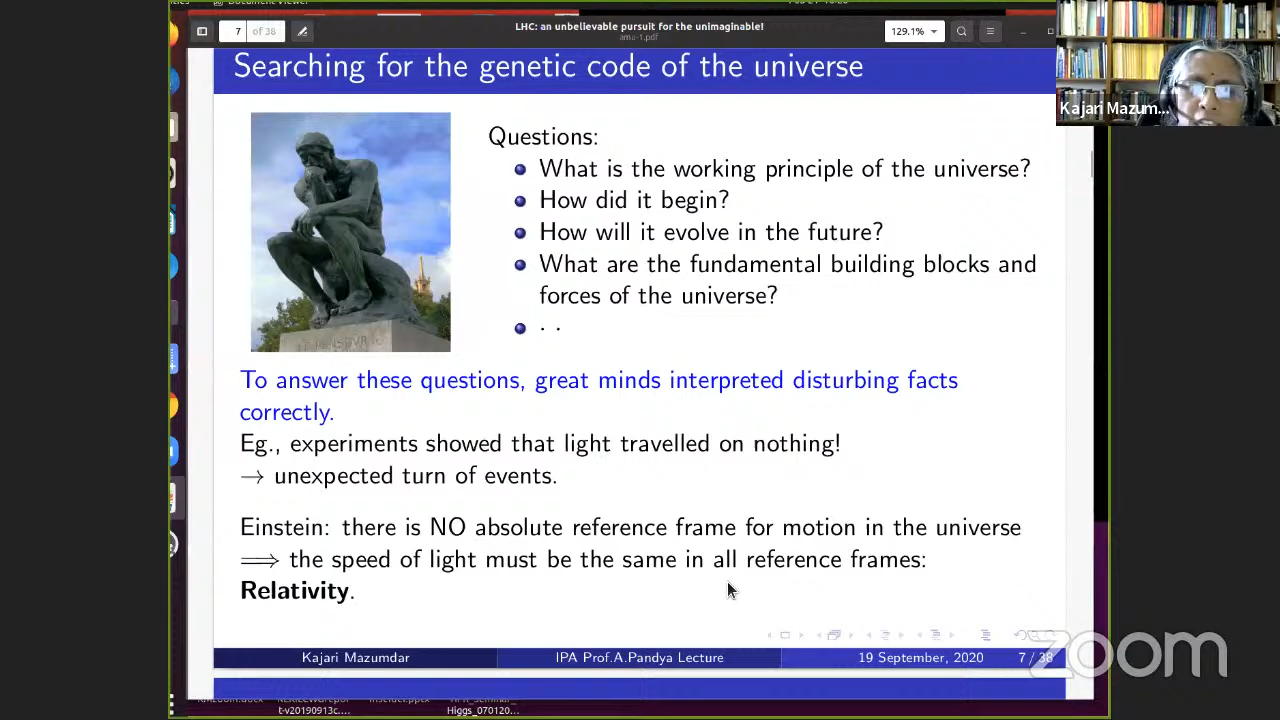 7 of 38
LHC: an unbelievable pursuit for the unimaginable!
amu-1.pdf
129.1%
Searching for the genetic code of the universe
Kajari Mazum...
Questions:
What is the working principle of the universe?
How did it begin?
How will it evolve in the future?
What are the fundamental building blocks and
forces of the universe?
. .
To answer these questions, great minds interpreted disturbing facts
correctly.
Eg., experiments showed that light travelled on nothing!
→ unexpected turn of events.
Einstein: there is NO absolute reference frame for motion in the universe
⟹ the speed of light must be the same in all reference frames:
Relativity.
Kajari Mazumdar IPA Prof.A.Pandya Lecture 19 September, 2020 7 / 38
zoom
t-v20190913c.... Higgs_070120...